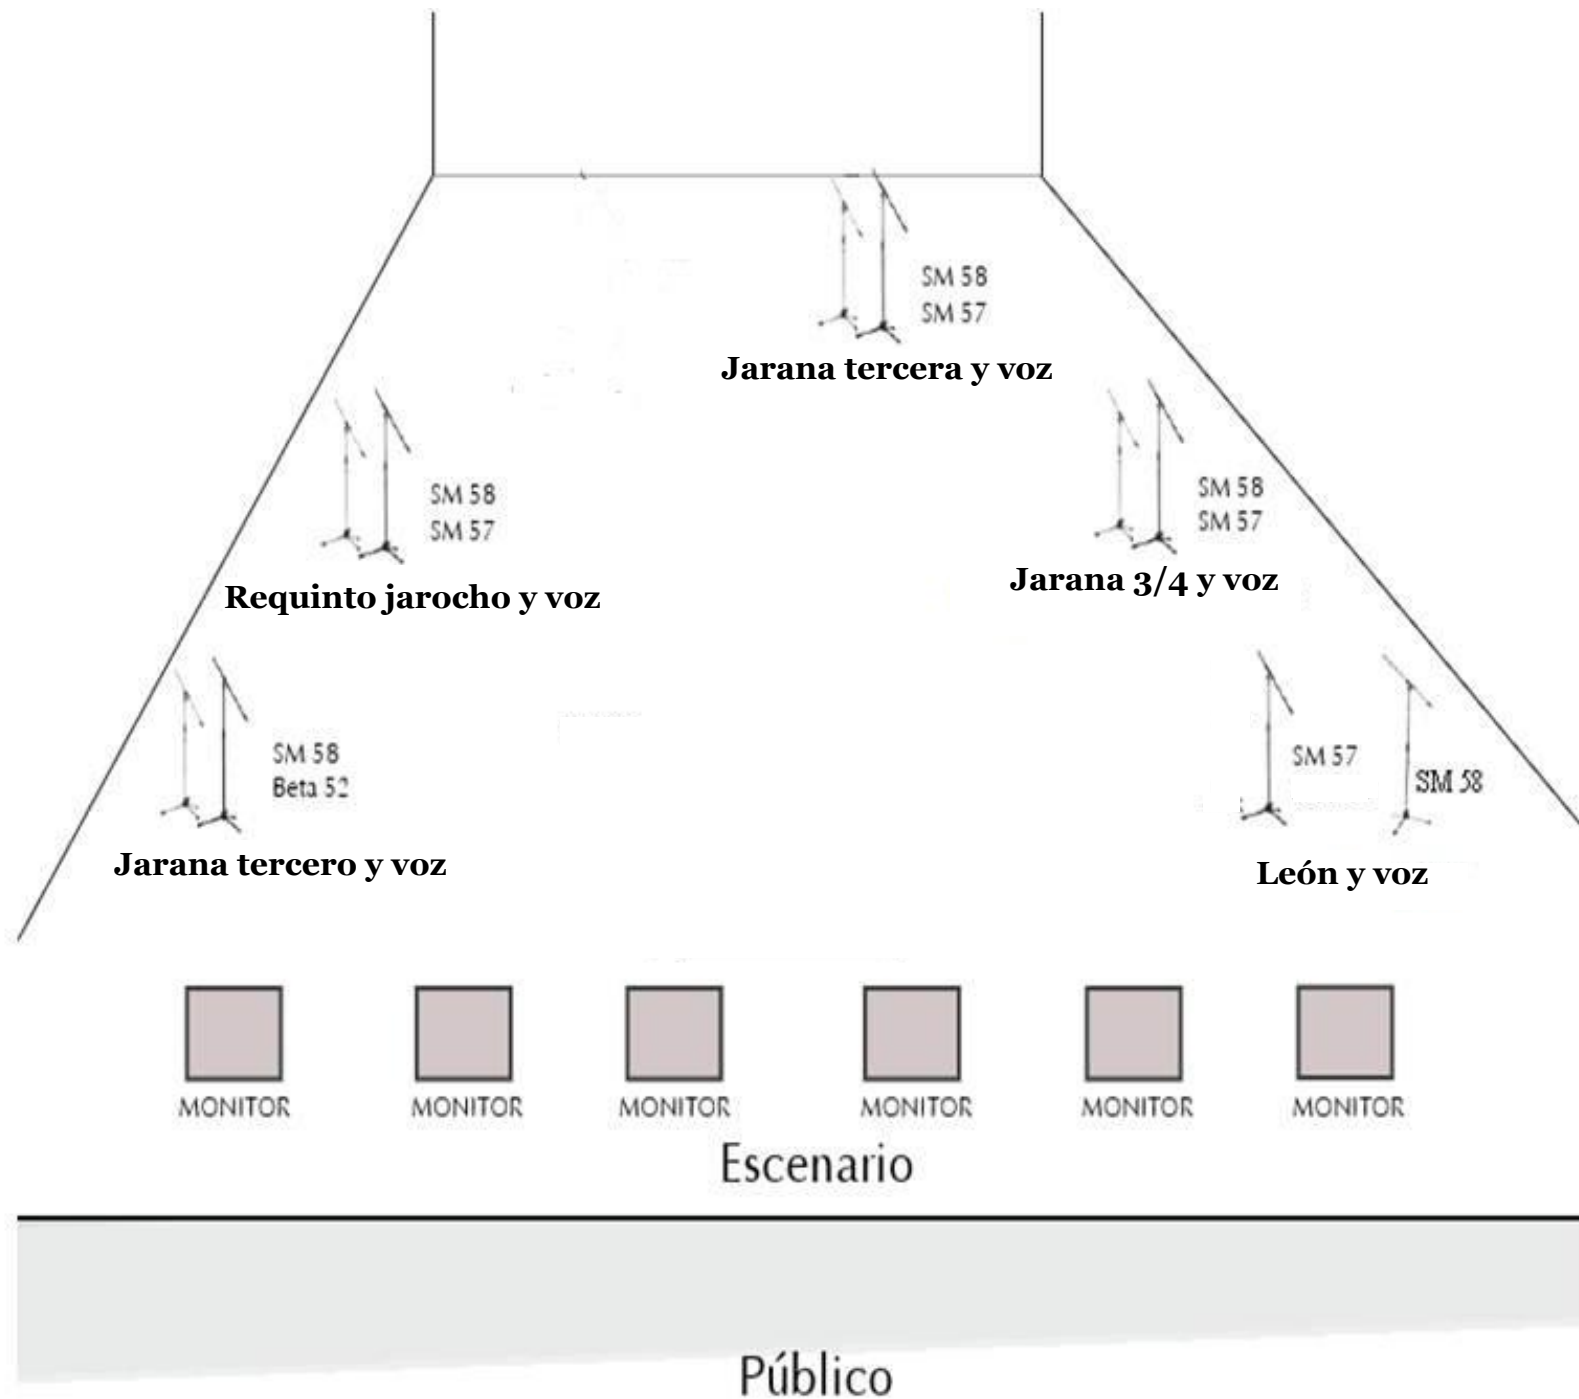 SM 58
SM 57
Jarana tercera y voz
SM 58
SM 57
Requinto jarocho y voz
SM 58
SM 57
Jarana 3/4 y voz
SM 58
Beta 52
Jarana tercero y voz
SM 57
SM 58
León y voz
MONITOR
MONITOR
MONITOR
MONITOR
MONITOR
MONITOR
Escenario
Público